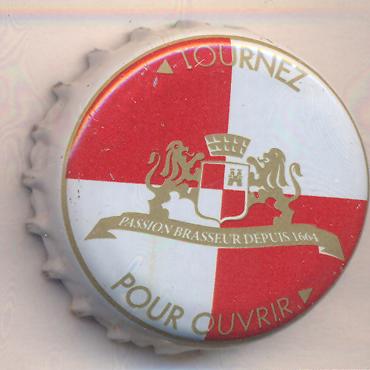 TOURNEZ
PASSION BRASSEUR DEPUIS 1664
POUR OUVRIR